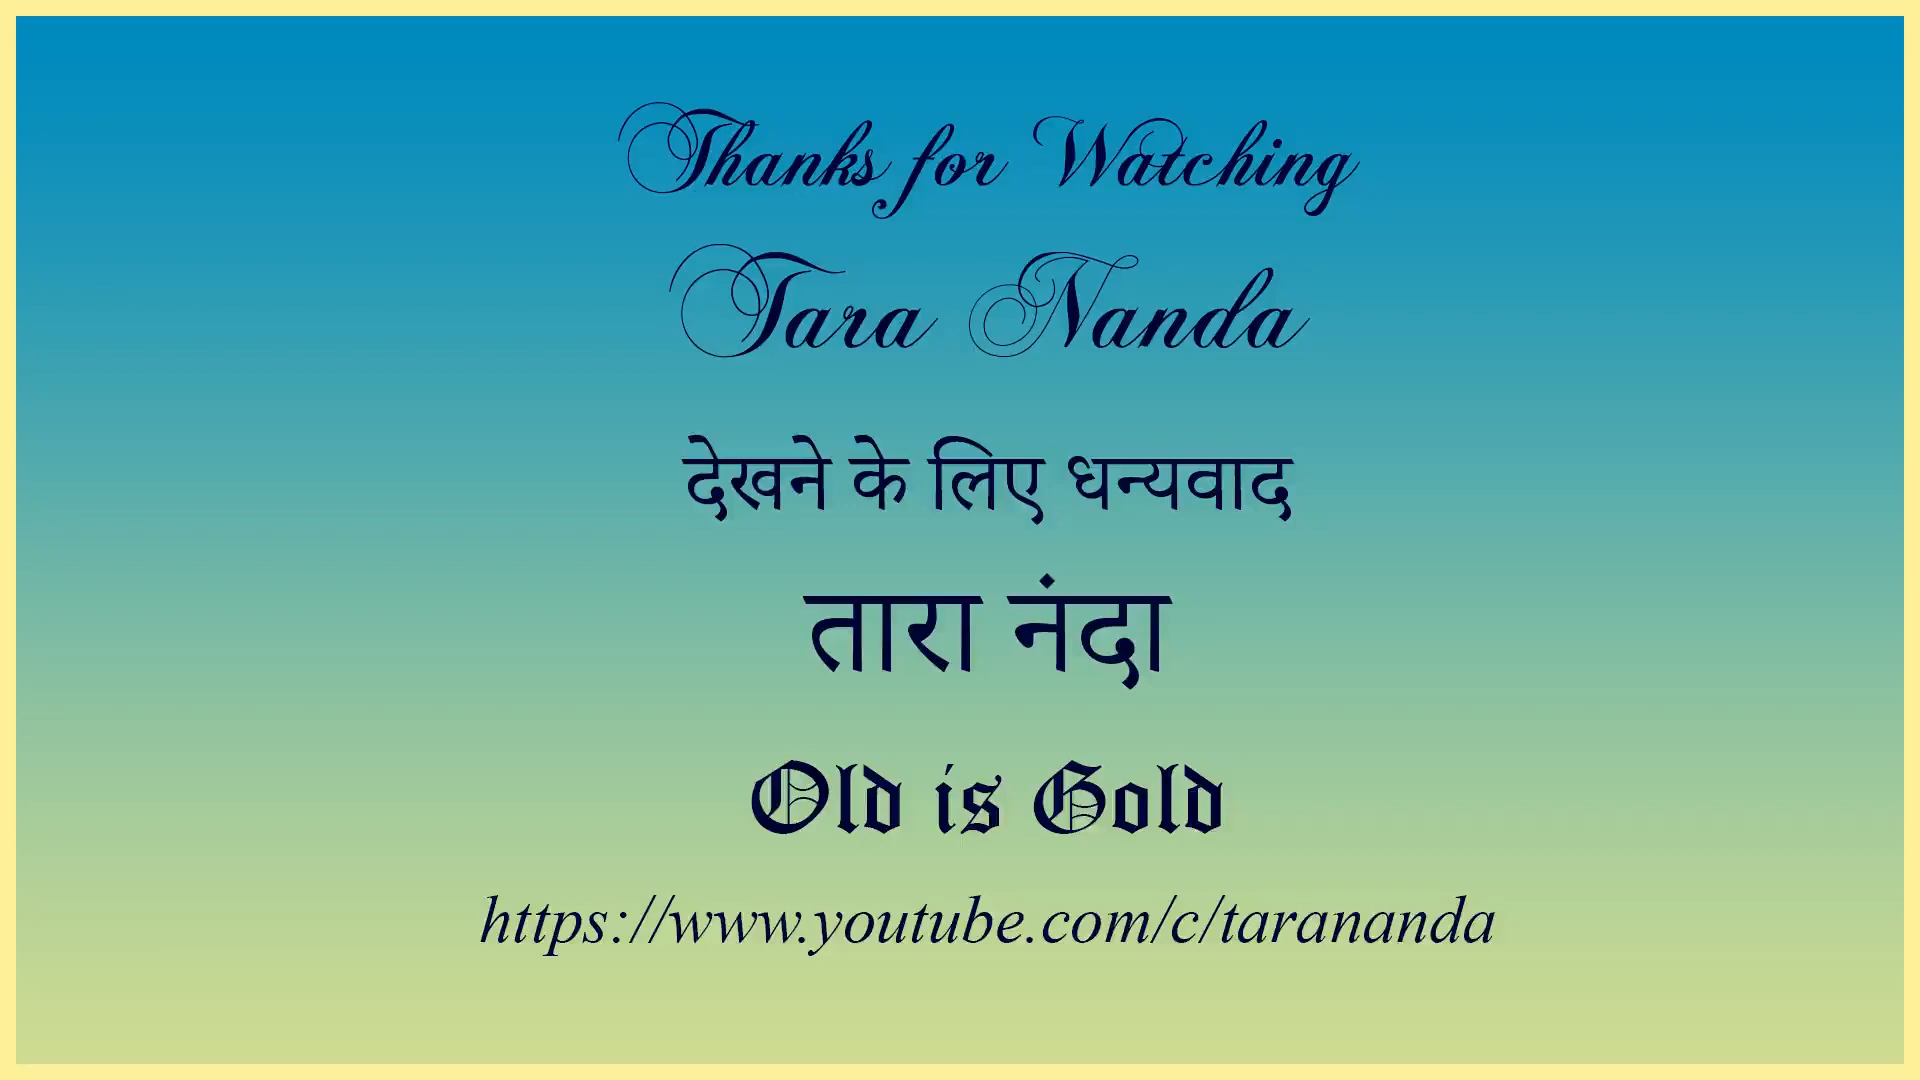 Thanks for Watching
Tara Nanda
देखने के लिए धन्यवाद
तारा नंदा
Old is Gold
https://www.youtube.com/c/tarananda